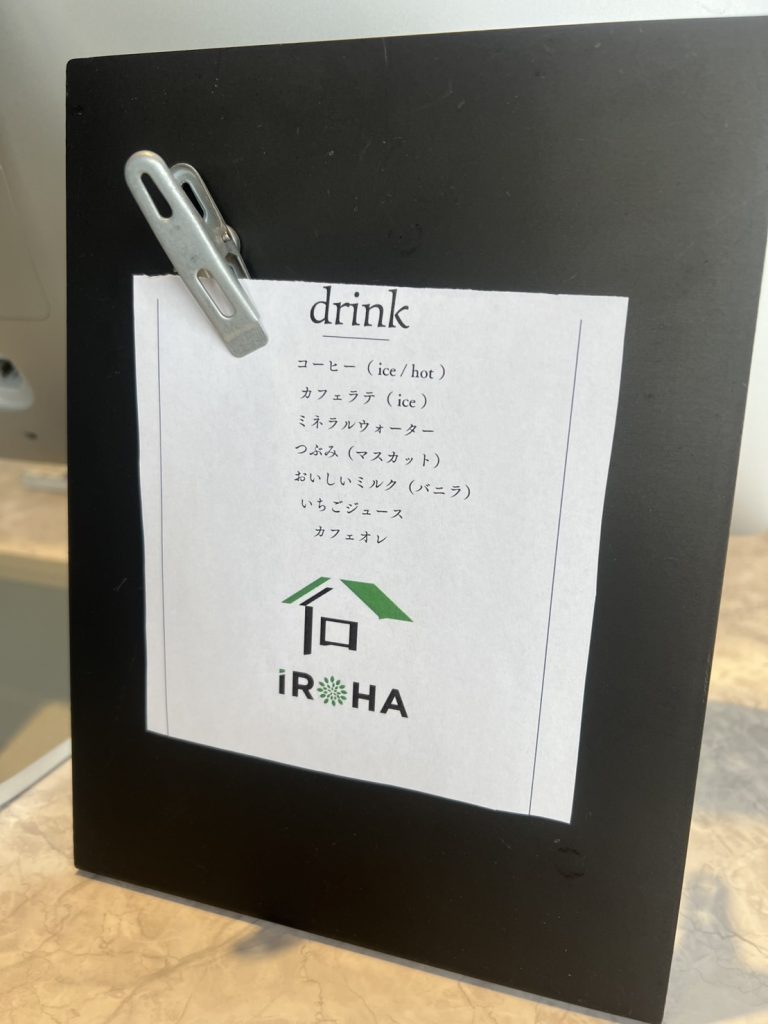 drink
コーヒー（ ice / hot ）
カフェラテ（ ice ）
ミネラルウォーター
つぶみ（マスカット）
おいしいミルク（バニラ）
いちごジュース
カフェオレ
iROHA